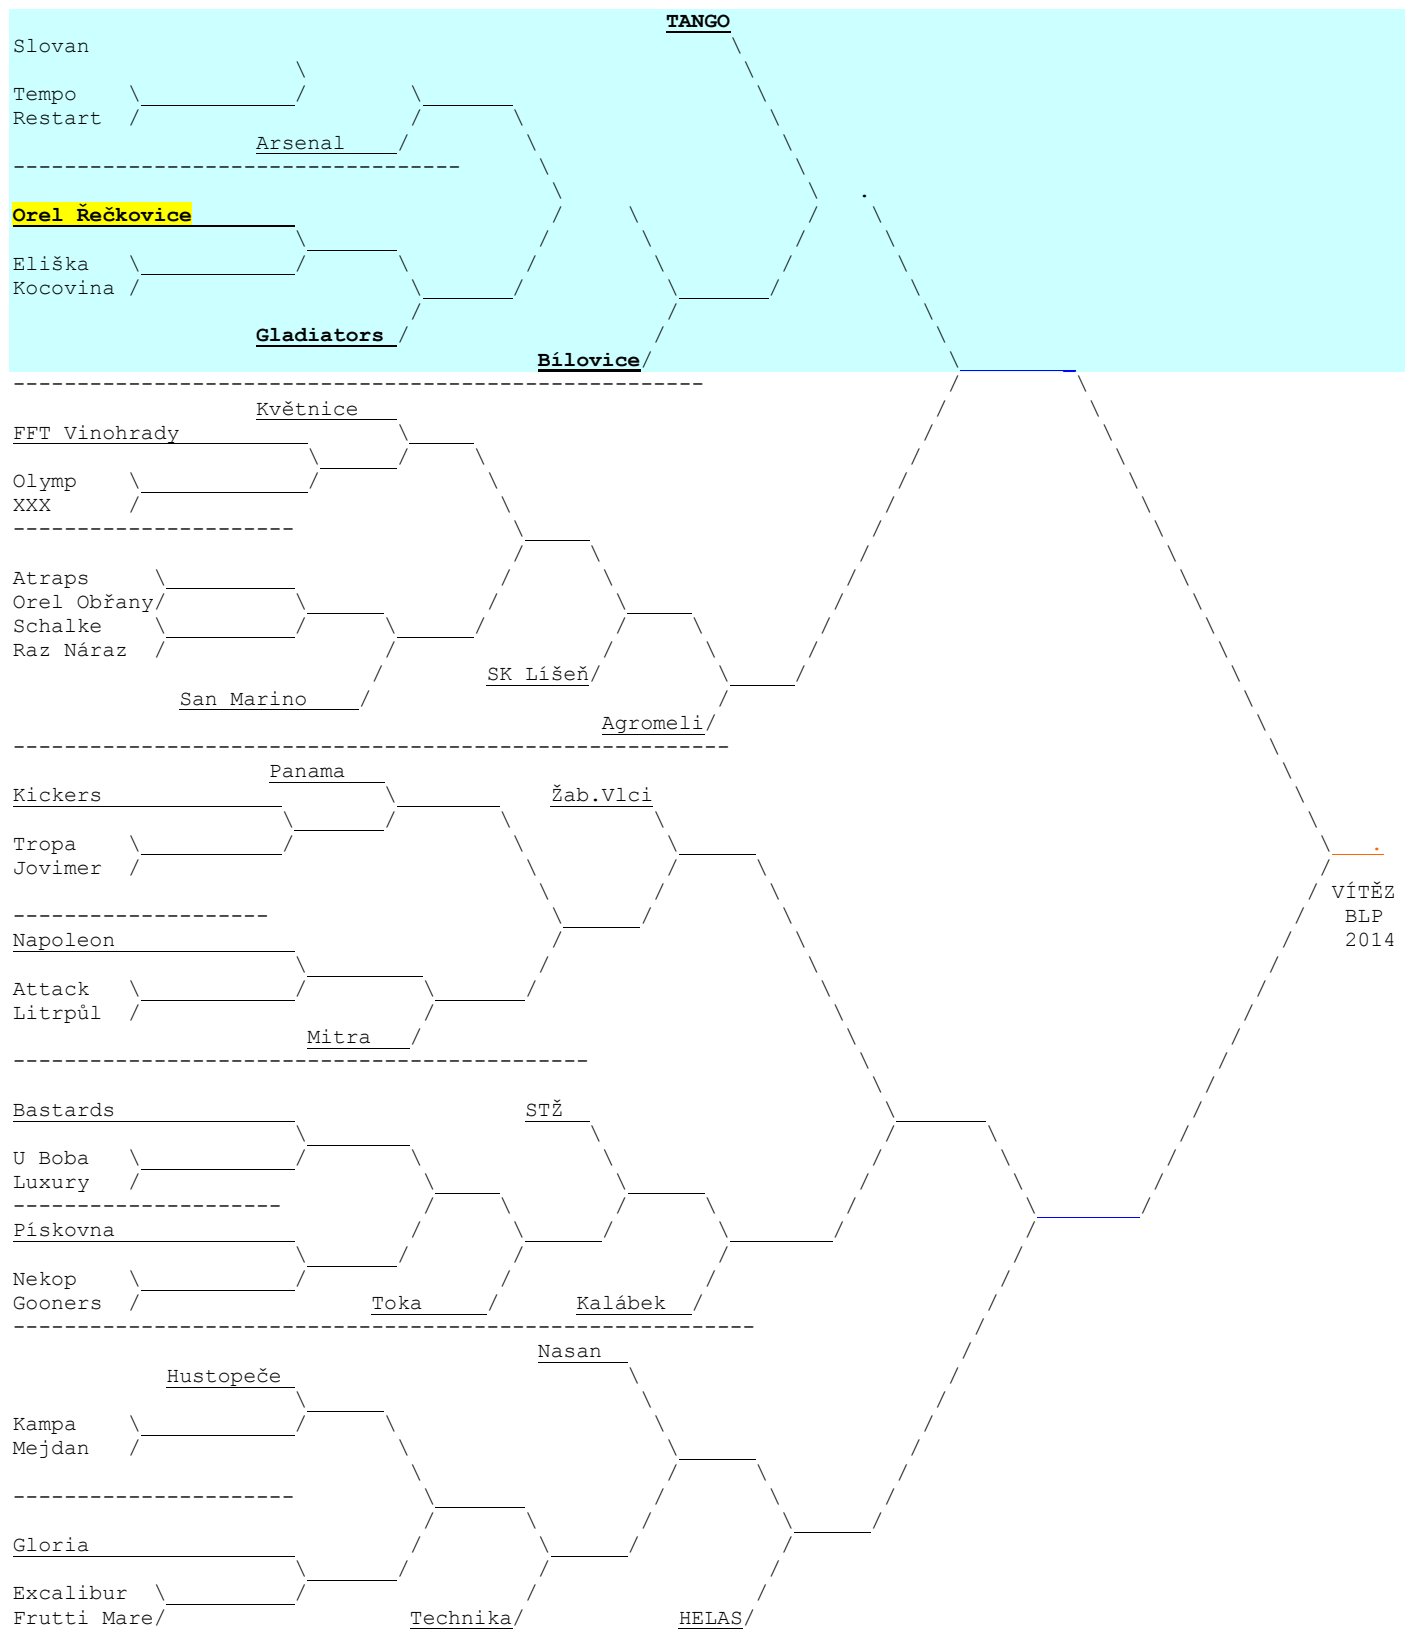 TANGO
Slovan
Tempo
Restart
Arsenal
Orel Řečkovice
Eliška
Kocovina
Gladiators
Bílovice
Květnice
FFT Vinohrady
Olymp
XXX
Atraps
Orel Obřany
Schalke
Raz Náraz
SK Líšeň
San Marino
Agromeli
Panama
Kickers Žab.Vlci
Tropa
Jovimer
VÍTĚZ
BLP
Napoleon 2014
Attack
Litrpůl
Mitra
Bastards STŽ
U Boba
Luxury
Pískovna
Nekop
Gooners Toka Kalábek
Nasan
Hustopeče
Kampa
Mejdan
Gloria
Excalibur
Frutti Mare Technika HELAS